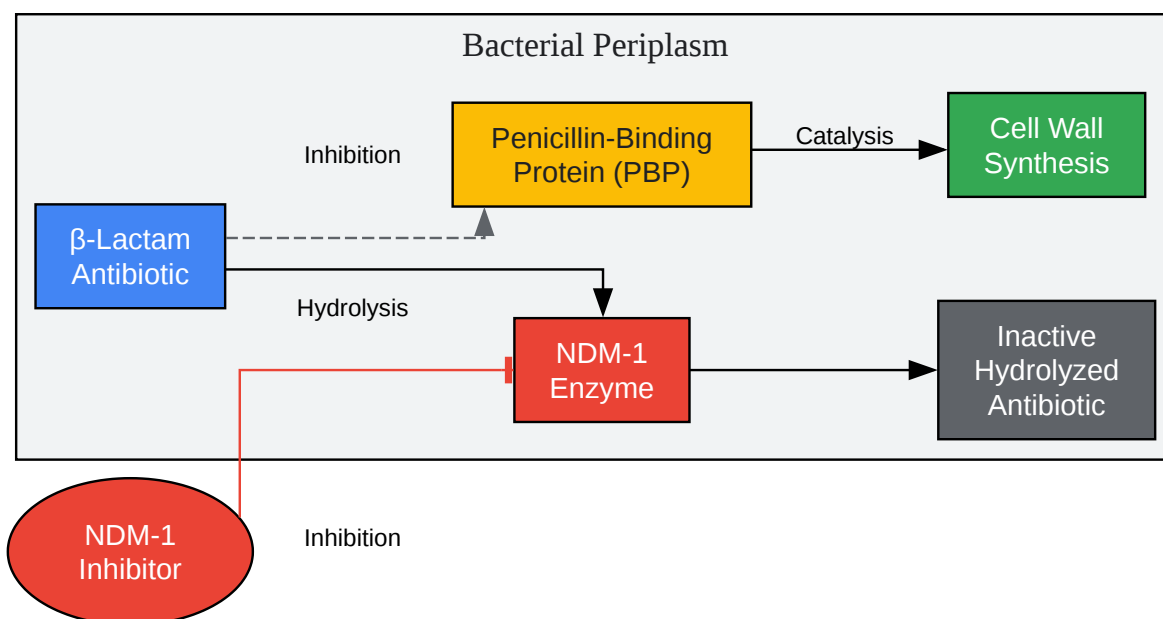 Bacterial Periplasm
Inhibition
Penicillin-Binding
Protein (PBP)
Catalysis
Cell Wall
Synthesis
β-Lactam
Antibiotic
Hydrolysis
NDM-1
Enzyme
Inactive
Hydrolyzed
Antibiotic
NDM-1
Inhibitor
Inhibition